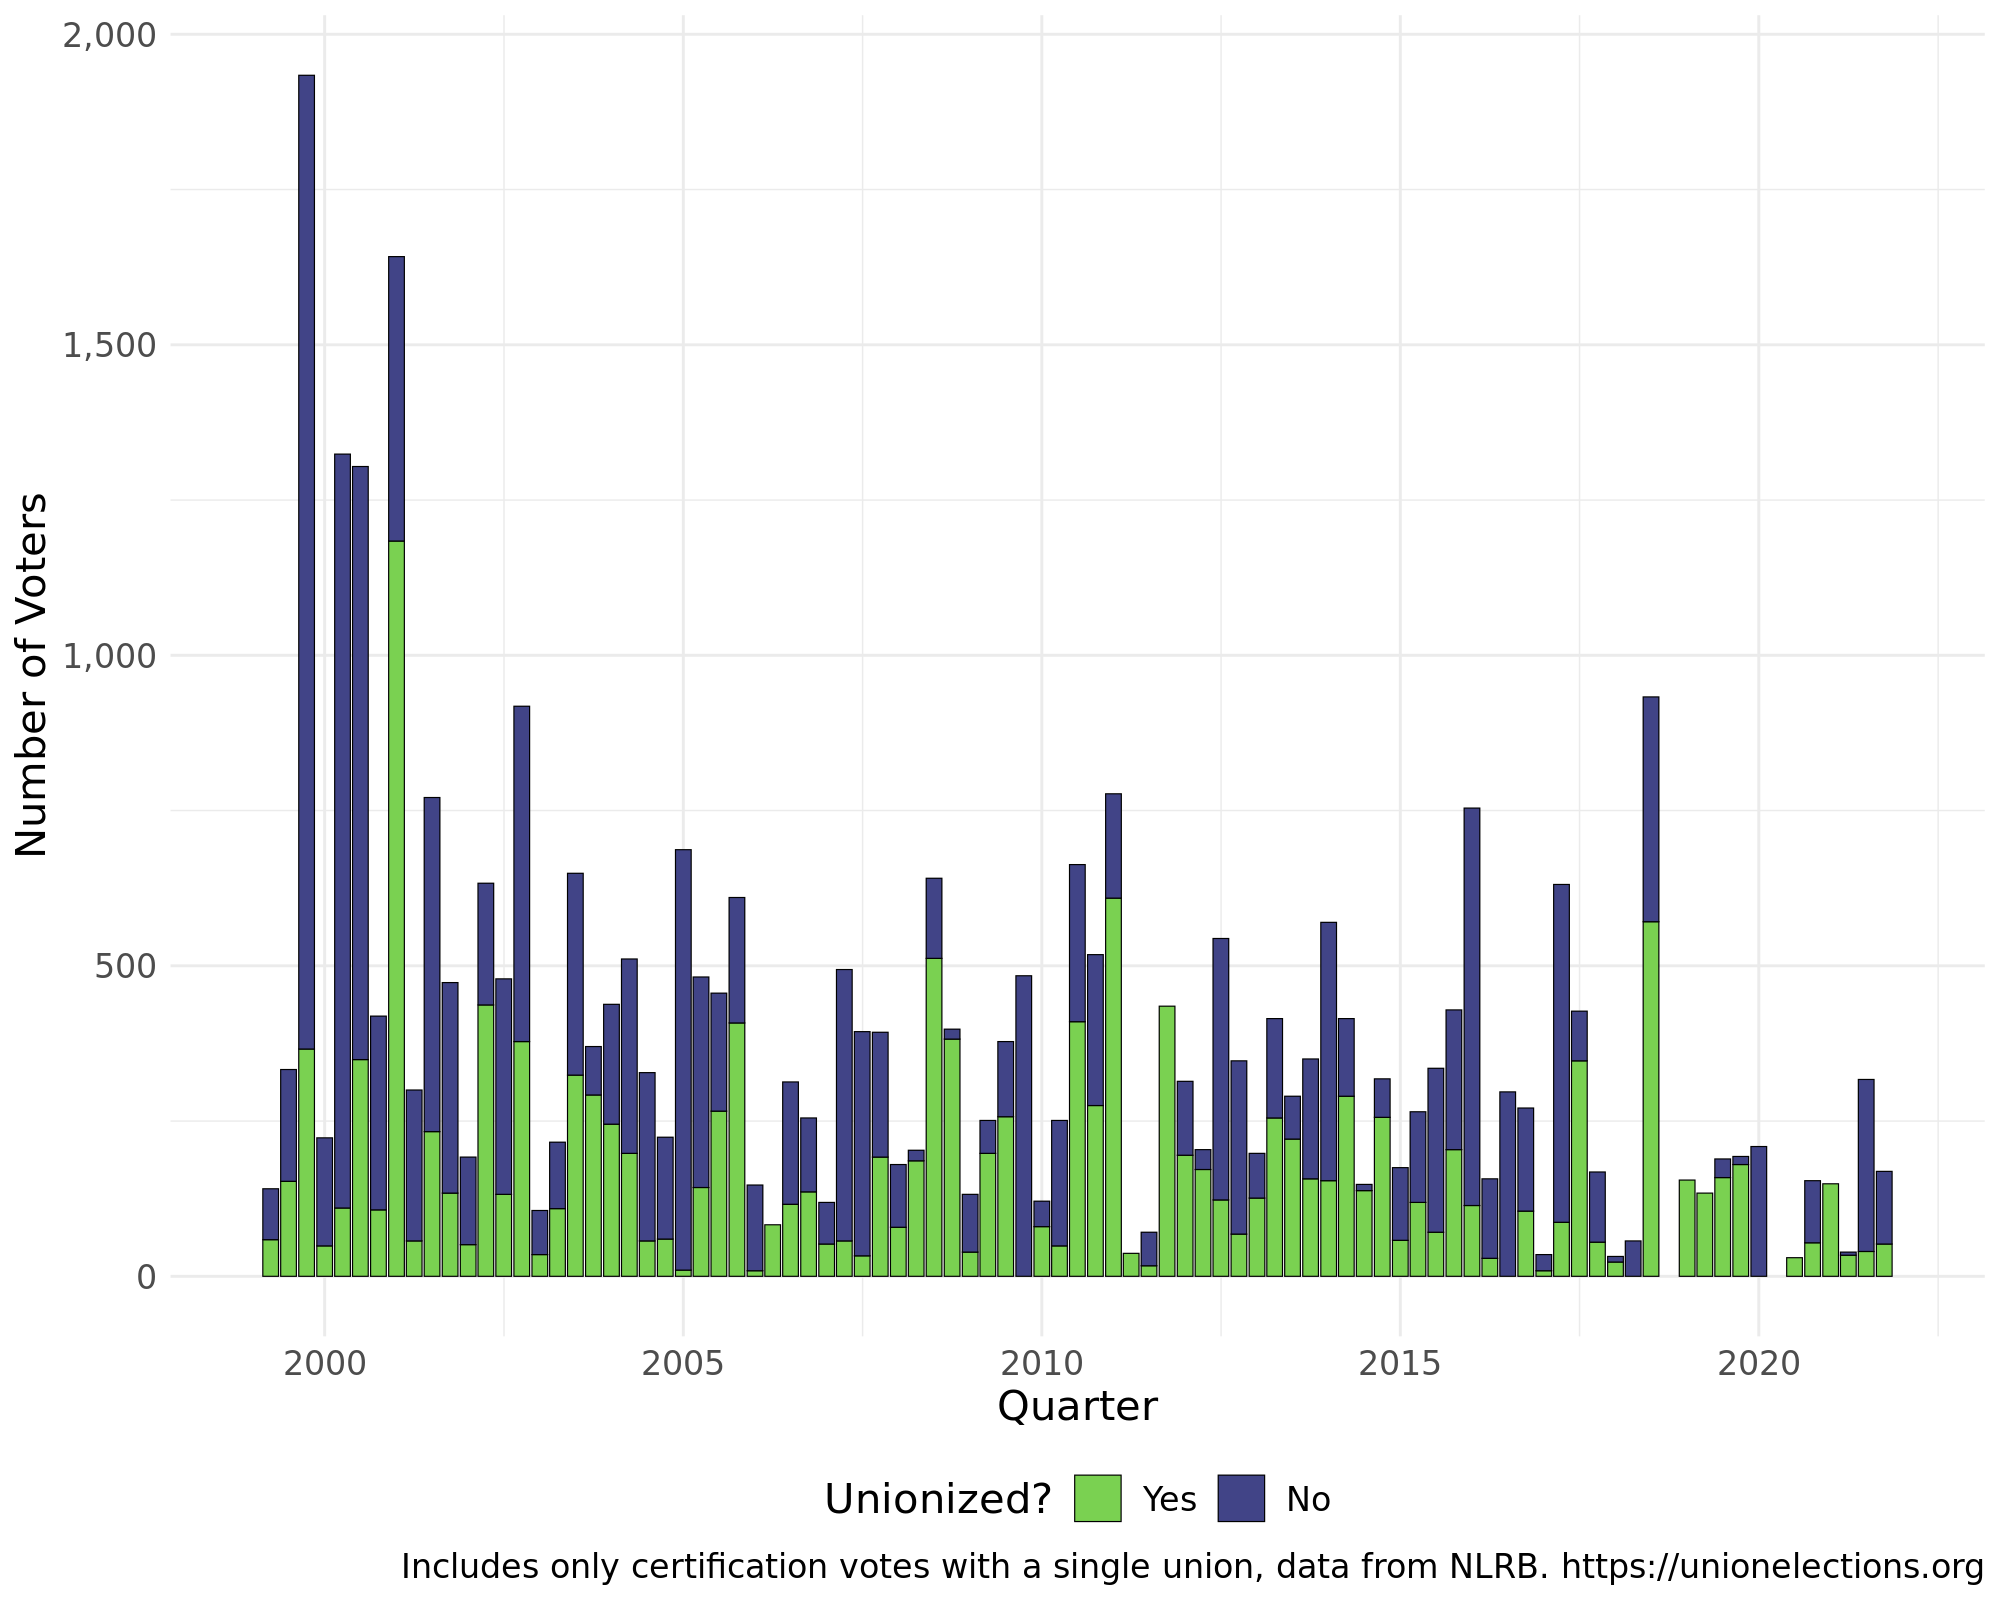 2,000
1,500
1,000
500
0
Number of Voters
2000 2005 2010 2015 2020
Quarter
Unionized? Yes No
Includes only certification votes with a single union, data from NLRB. https://unionelections.org